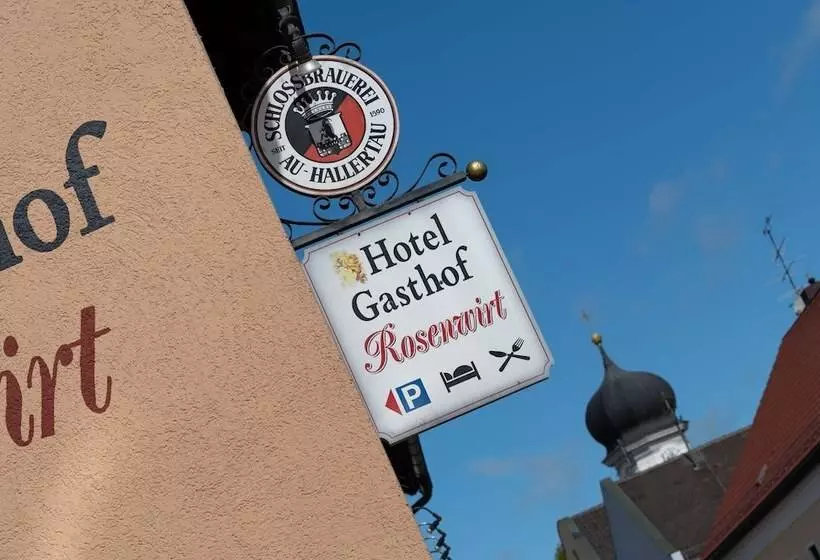 SCHLOSSBRAUEREI
SEIT 1590
AU-HALLERTAU
Hotel
Gasthof
Rosenwirt
P
hof
irt